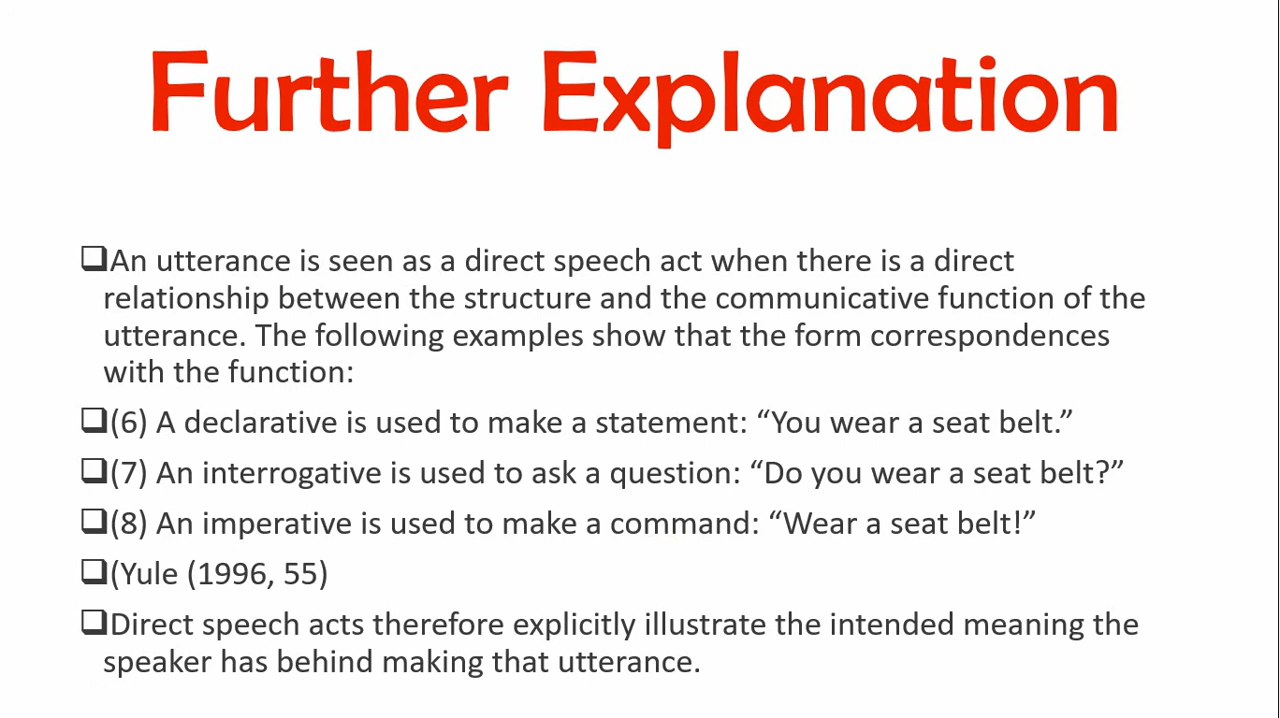 Further Explanation
❑An utterance is seen as a direct speech act when there is a direct
relationship between the structure and the communicative function of the
utterance. The following examples show that the form correspondences
with the function:
❑(6) A declarative is used to make a statement: “You wear a seat belt.”
❑(7) An interrogative is used to ask a question: “Do you wear a seat belt?”
❑(8) An imperative is used to make a command: “Wear a seat belt!”
❑(Yule (1996, 55)
❑Direct speech acts therefore explicitly illustrate the intended meaning the
speaker has behind making that utterance.